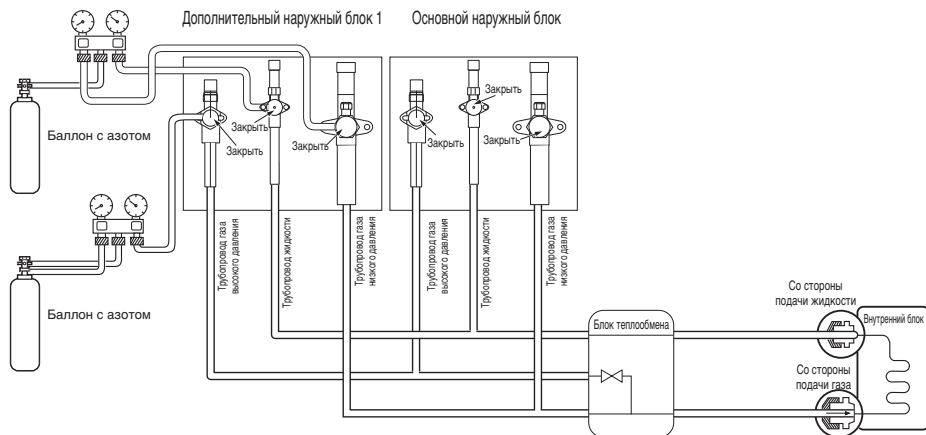 Дополнительный наружный блок 1
Основной наружный блок
Баллон с азотом
Закрыть
Закрыть
Закрыть
Закрыть
Закрыть
Закрыть
Баллон с азотом
Трубопровод газа
высокого давления
Трубопровод жидкости
Трубопровод газа
низкого давления
Трубопровод газа
высокого давления
Трубопровод жидкости
Трубопровод газа
низкого давления
Блок теплообмена
Со стороны
подачи жидкости
Внутренний блок
Со стороны
подачи газа